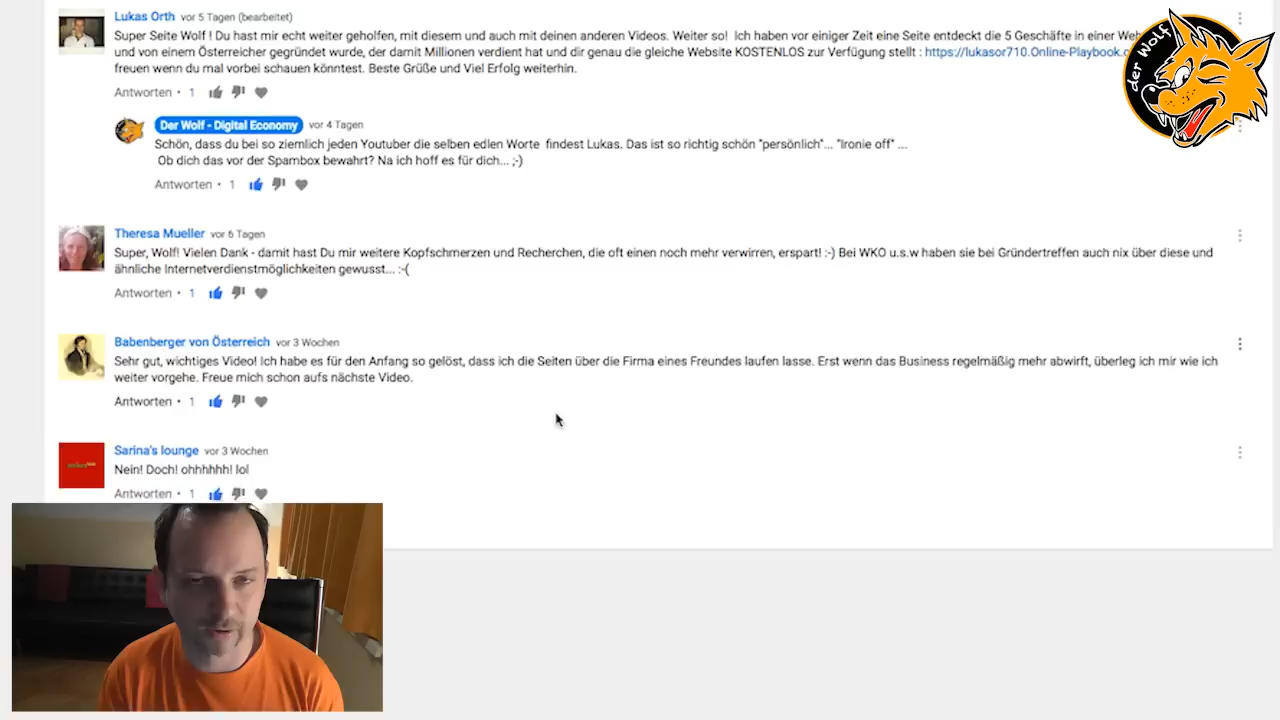 Lukas Orth vor 5 Tagen (bearbeitet)
Super Seite Wolf ! Du hast mir echt weiter geholfen, mit diesem und auch mit deinen anderen Videos. Weiter so! Ich haben vor einiger Zeit eine Seite entdeckt die 5 Geschäfte in einer
und von einem Österreicher gegründet wurde, der damit Millionen verdient hat und dir genau die gleiche Website KOSTENLOS zur Verfügung stellt : https://lukasor710.Online-Playbook.
freuen wenn du mal vorbei schauen könntest. Beste Grüße und Viel Erfolg weiterhin.
Antworten • 1
der Wolf
Der Wolf - Digital Economy vor 4 Tagen
Schön, dass du bei so ziemlich jeden Youtuber die selben edlen Worte findest Lukas. Das ist so richtig schön "persönlich"... "Ironie off" ...
Ob dich das vor der Spambox bewahrt? Na ich hoff es für dich... ;-)
Antworten • 1
Theresa Mueller vor 6 Tagen
Super, Wolf! Vielen Dank - damit hast Du mir weitere Kopfschmerzen und Recherchen, die oft einen noch mehr verwirren, erspart! :-) Bei WKO u.s.w haben sie bei Gründertreffen auch nix über diese und
ähnliche Internetverdienstmöglichkeiten gewusst... :-(
Antworten • 1
Babenberger von Österreich vor 3 Wochen
Sehr gut, wichtiges Video! Ich habe es für den Anfang so gelöst, dass ich die Seiten über die Firma eines Freundes laufen lasse. Erst wenn das Business regelmäßig mehr abwirft, überleg ich mir wie ich
weiter vorgehe. Freue mich schon aufs nächste Video.
Antworten • 1
Sarina's lounge vor 3 Wochen
Nein! Doch! ohhhhhh! lol
Antworten • 1